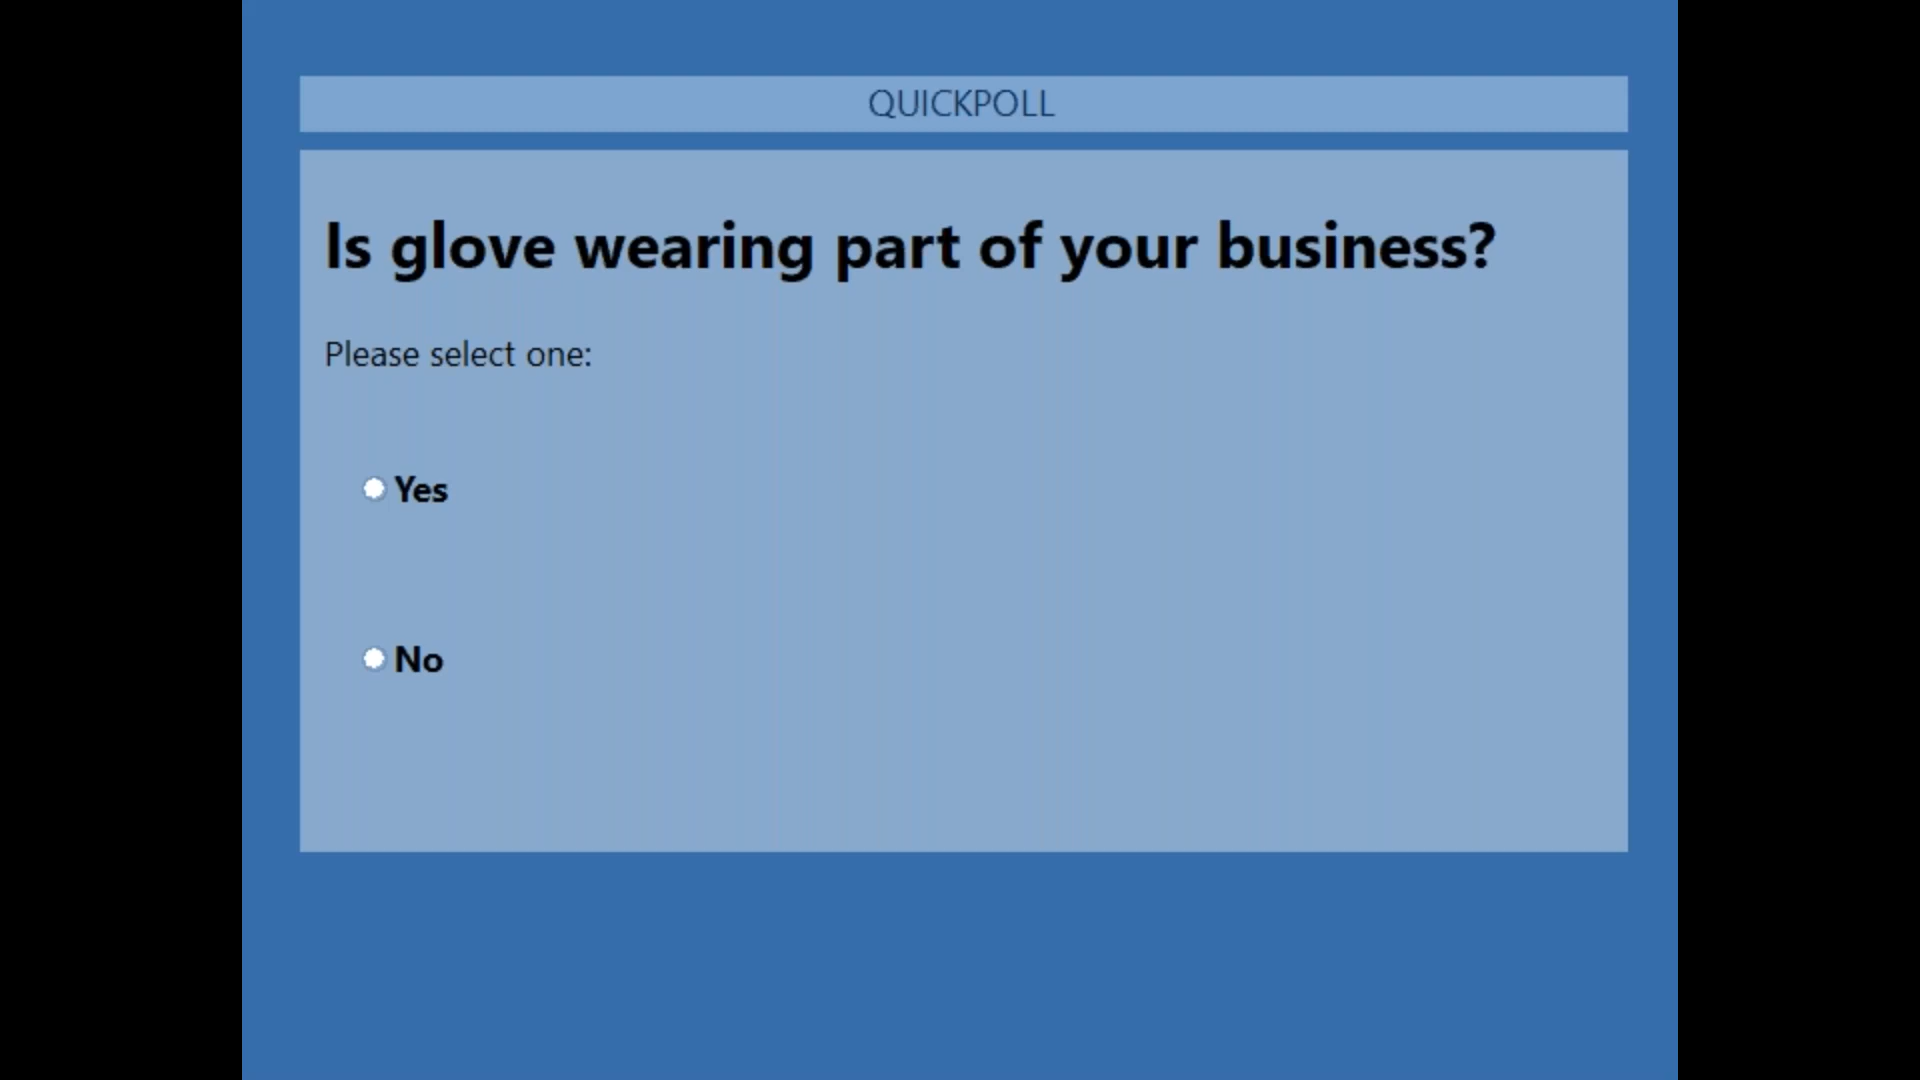 QUICKPOLL
Is glove wearing part of your business?
Please select one:
Yes
No